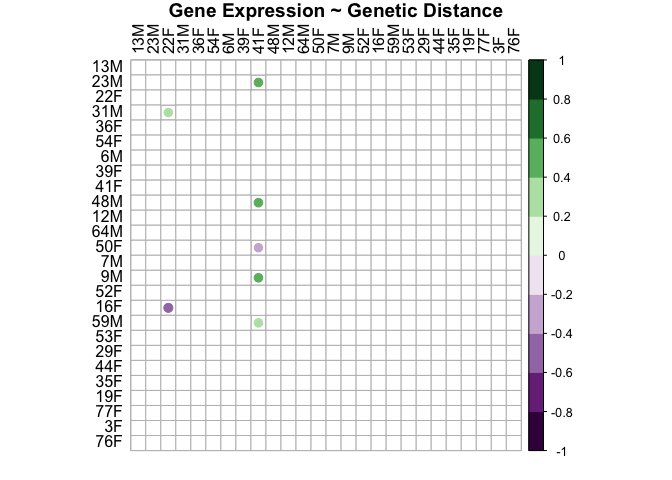 Gene Expression ~ Genetic Distance
13M 23M 22F 31M 36F 54F 6M 39F 41F 48M 12M 64M 50F 7M 9M 52F 16F 59M 53F 29F 44F 35F 19F 77F 3F 76F
13M
23M
22F
31M
36F
54F
6M
39F
41F
48M
12M
64M
50F
7M
9M
52F
16F
59M
53F
29F
44F
35F
19F
77F
3F
76F
1
0.8
0.6
0.4
0.2
0
-0.2
-0.4
-0.6
-0.8
-1